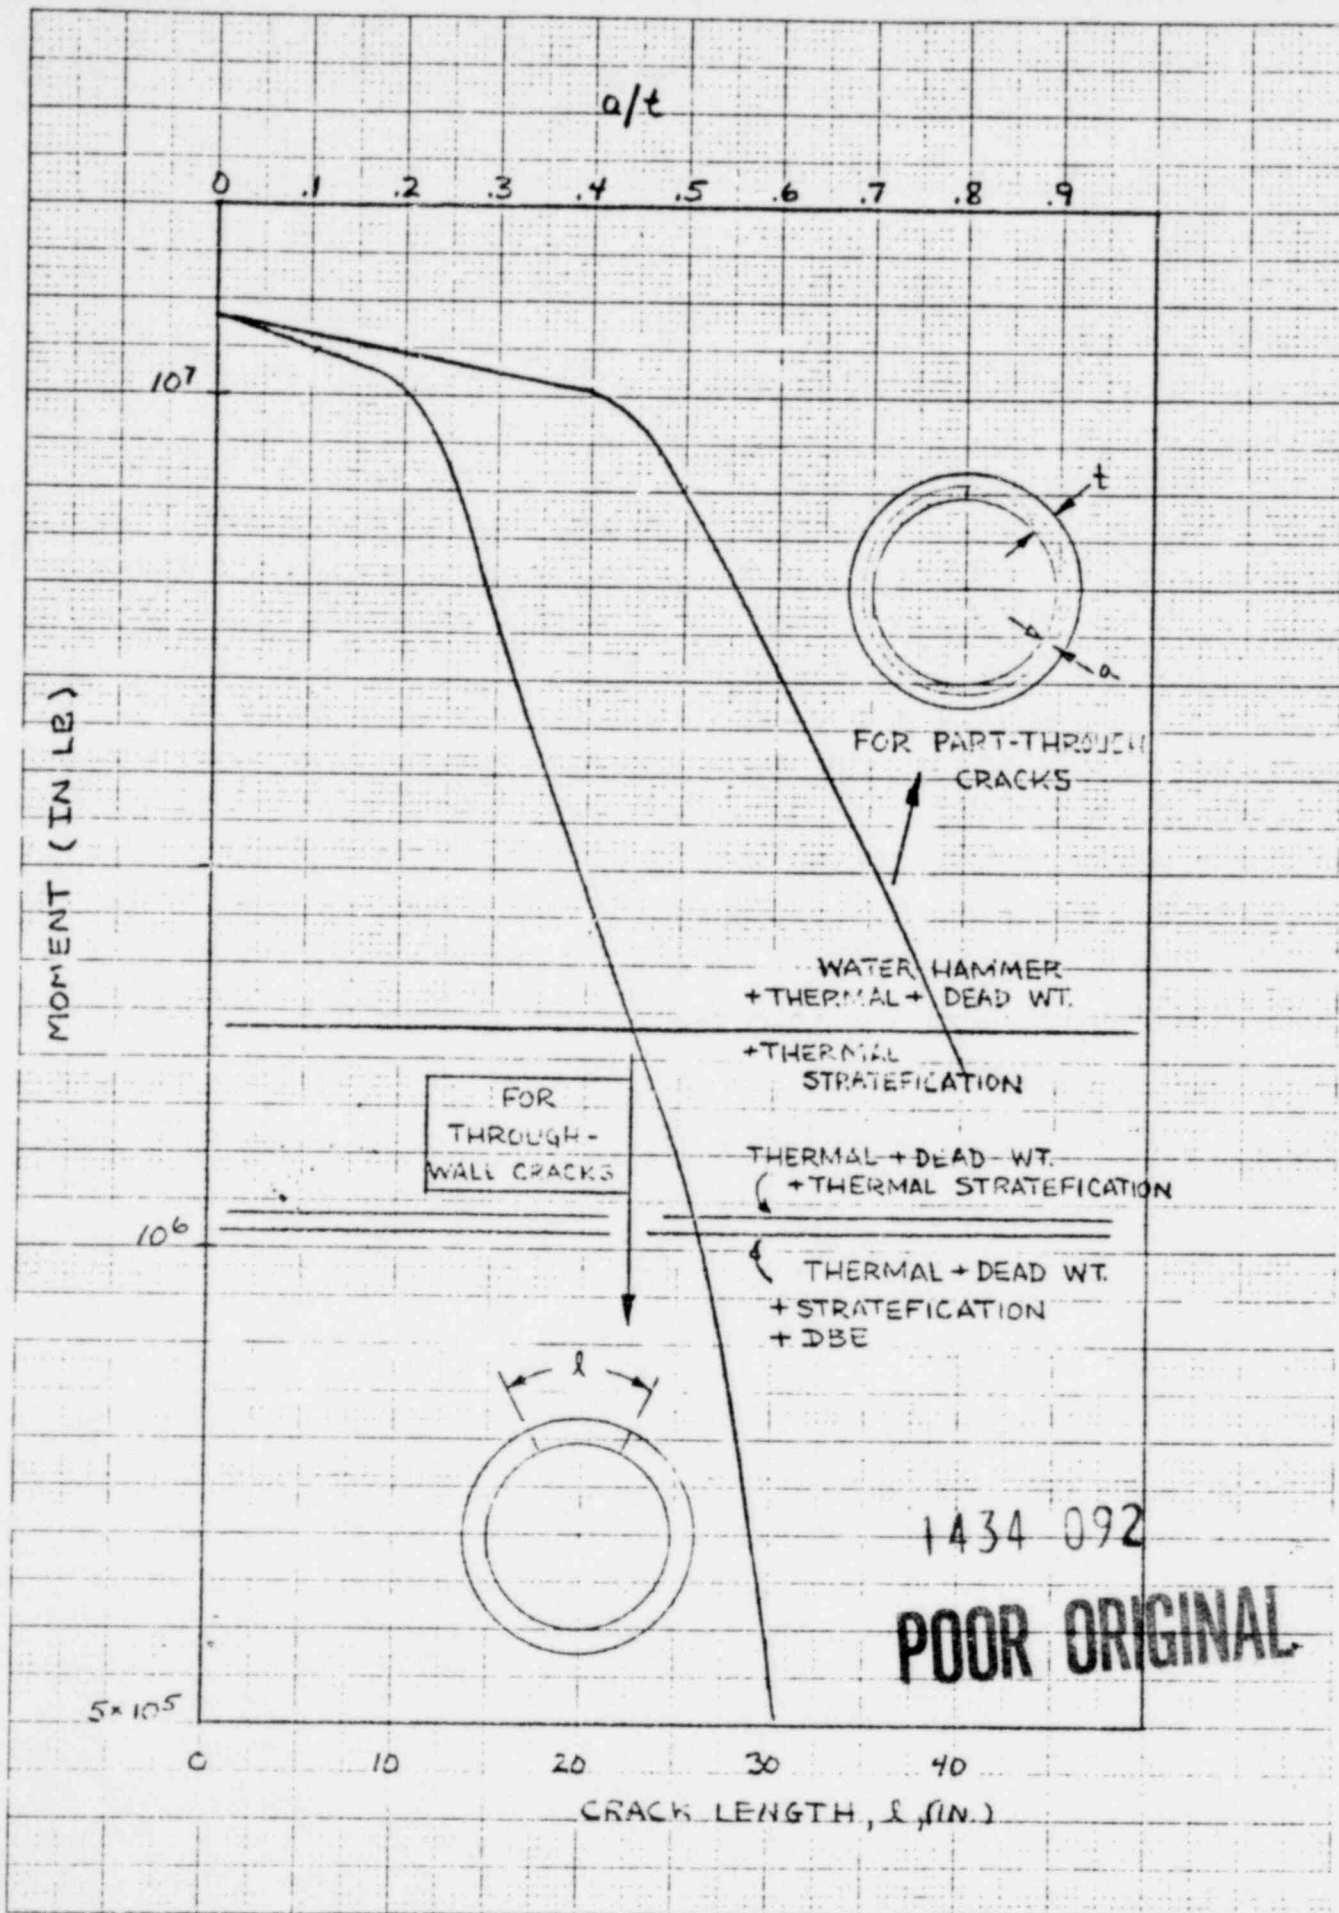 a/t
0 .1 .2 .3 .4 .5 .6 .7 .8 .9
10⁷
t
a
FOR PART-THROUGH
CRACKS
MOMENT (IN LB)
WATER HAMMER
+THERMAL + DEAD WT.
+THERMAL
STRATEFICATION
FOR
THROUGH-
WALL CRACKS
THERMAL + DEAD WT.
+ THERMAL STRATEFICATION
10⁶
THERMAL + DEAD WT.
+ STRATEFICATION
+ DBE
l
1434 092
POOR ORIGINAL
5×10⁵
0 10 20 30 40
CRACK LENGTH, l, (IN.)